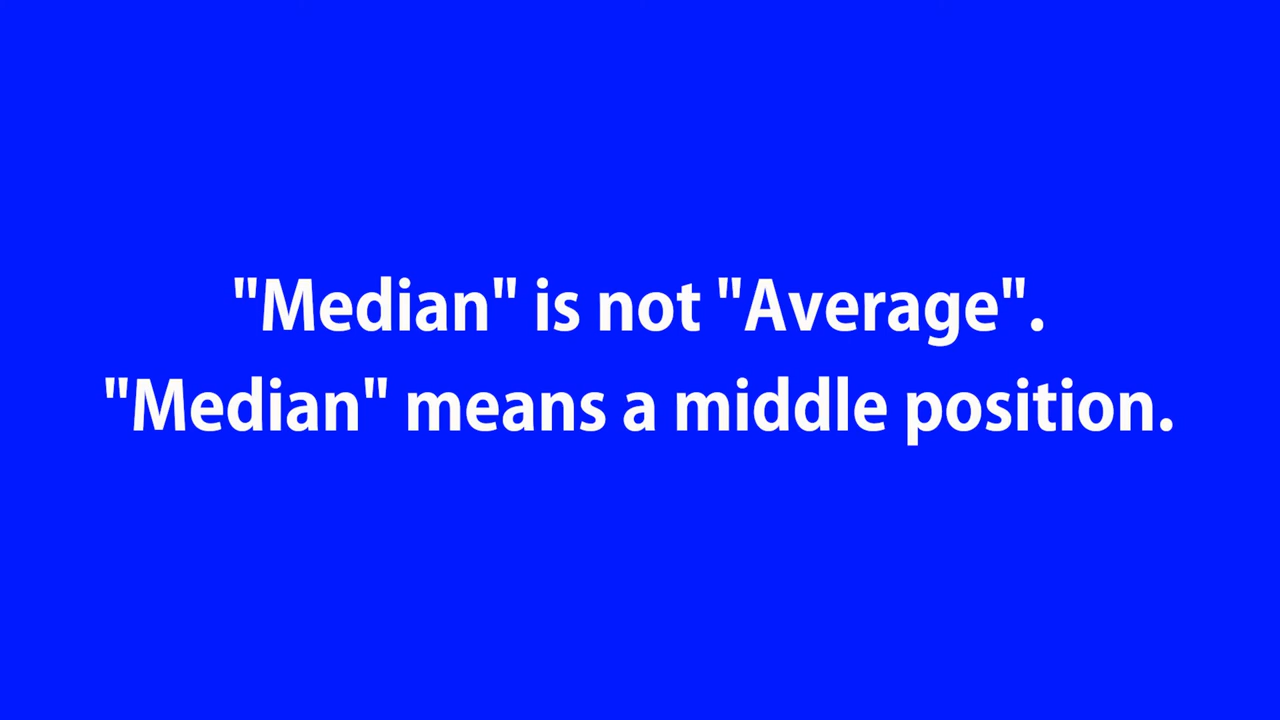 "Median" is not "Average".
"Median" means a middle position.